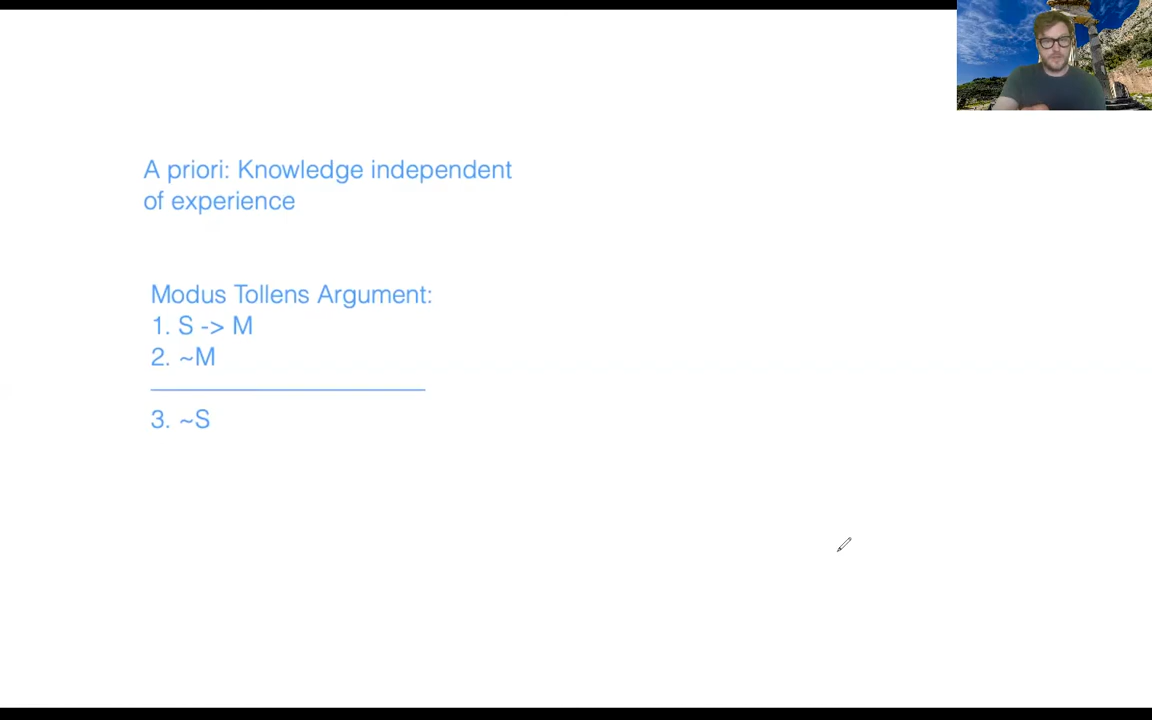 A priori: Knowledge independent
of experience
Modus Tollens Argument:
1. S -> M
2. ~M
3. ~S